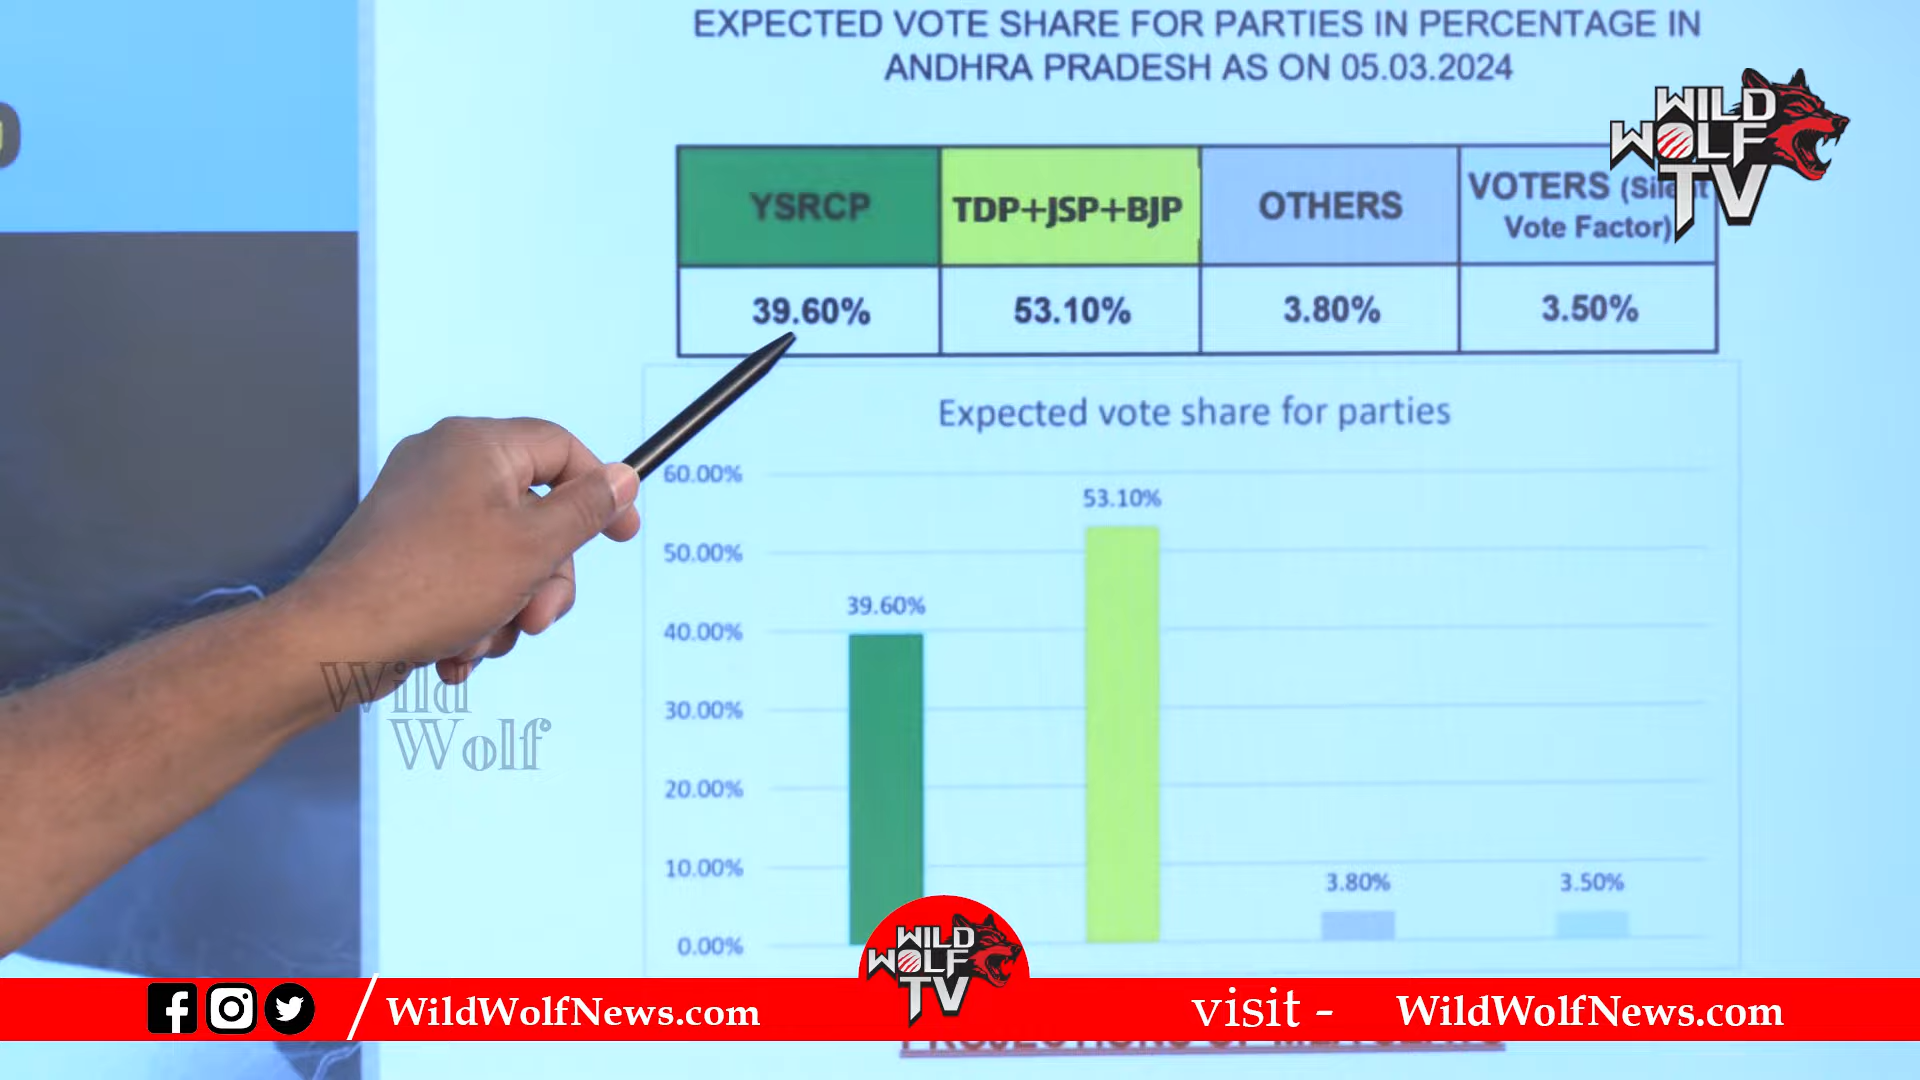 EXPECTED VOTE SHARE FOR PARTIES IN PERCENTAGE IN
ANDHRA PRADESH AS ON 05.03.2024
WILD
WOLF
TV
YSRCP
TDP+JSP+BJP
OTHERS
VOTERS (Silent
Vote Factor)
39.60%
53.10%
3.80%
3.50%
Expected vote share for parties
60.00%
50.00%
40.00%
30.00%
20.00%
10.00%
0.00%
39.60%
53.10%
3.80%
3.50%
Wild
Wolf
WILD
WOLF
TV
WildWolfNews.com
visit -
WildWolfNews.com